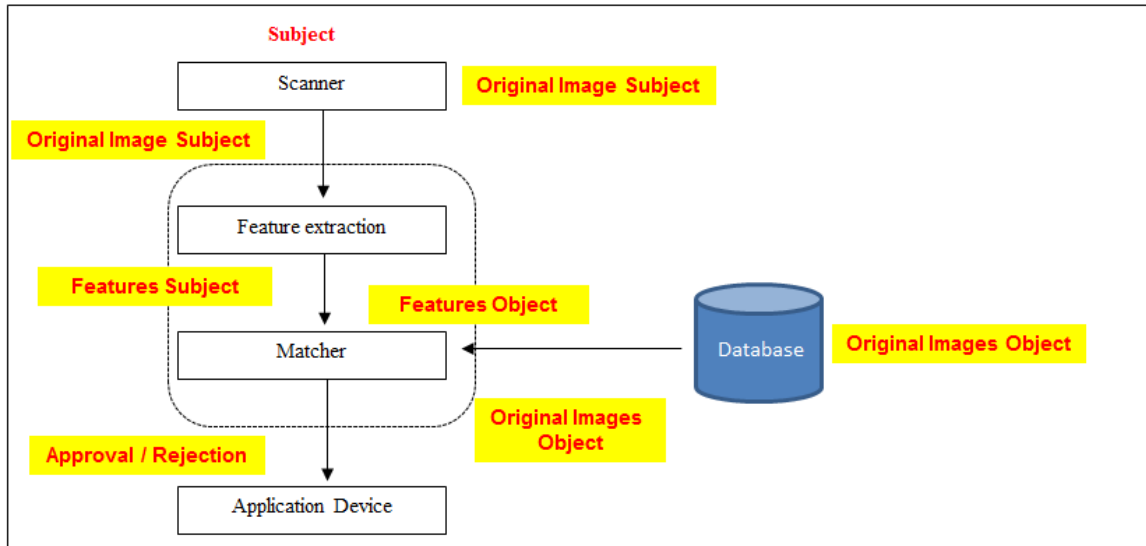 Subject
Scanner
Original Image Subject
Original Image Subject
Feature extraction
Features Subject
Features Object
Matcher
Database
Original Images Object
Original Images
Object
Approval / Rejection
Application Device